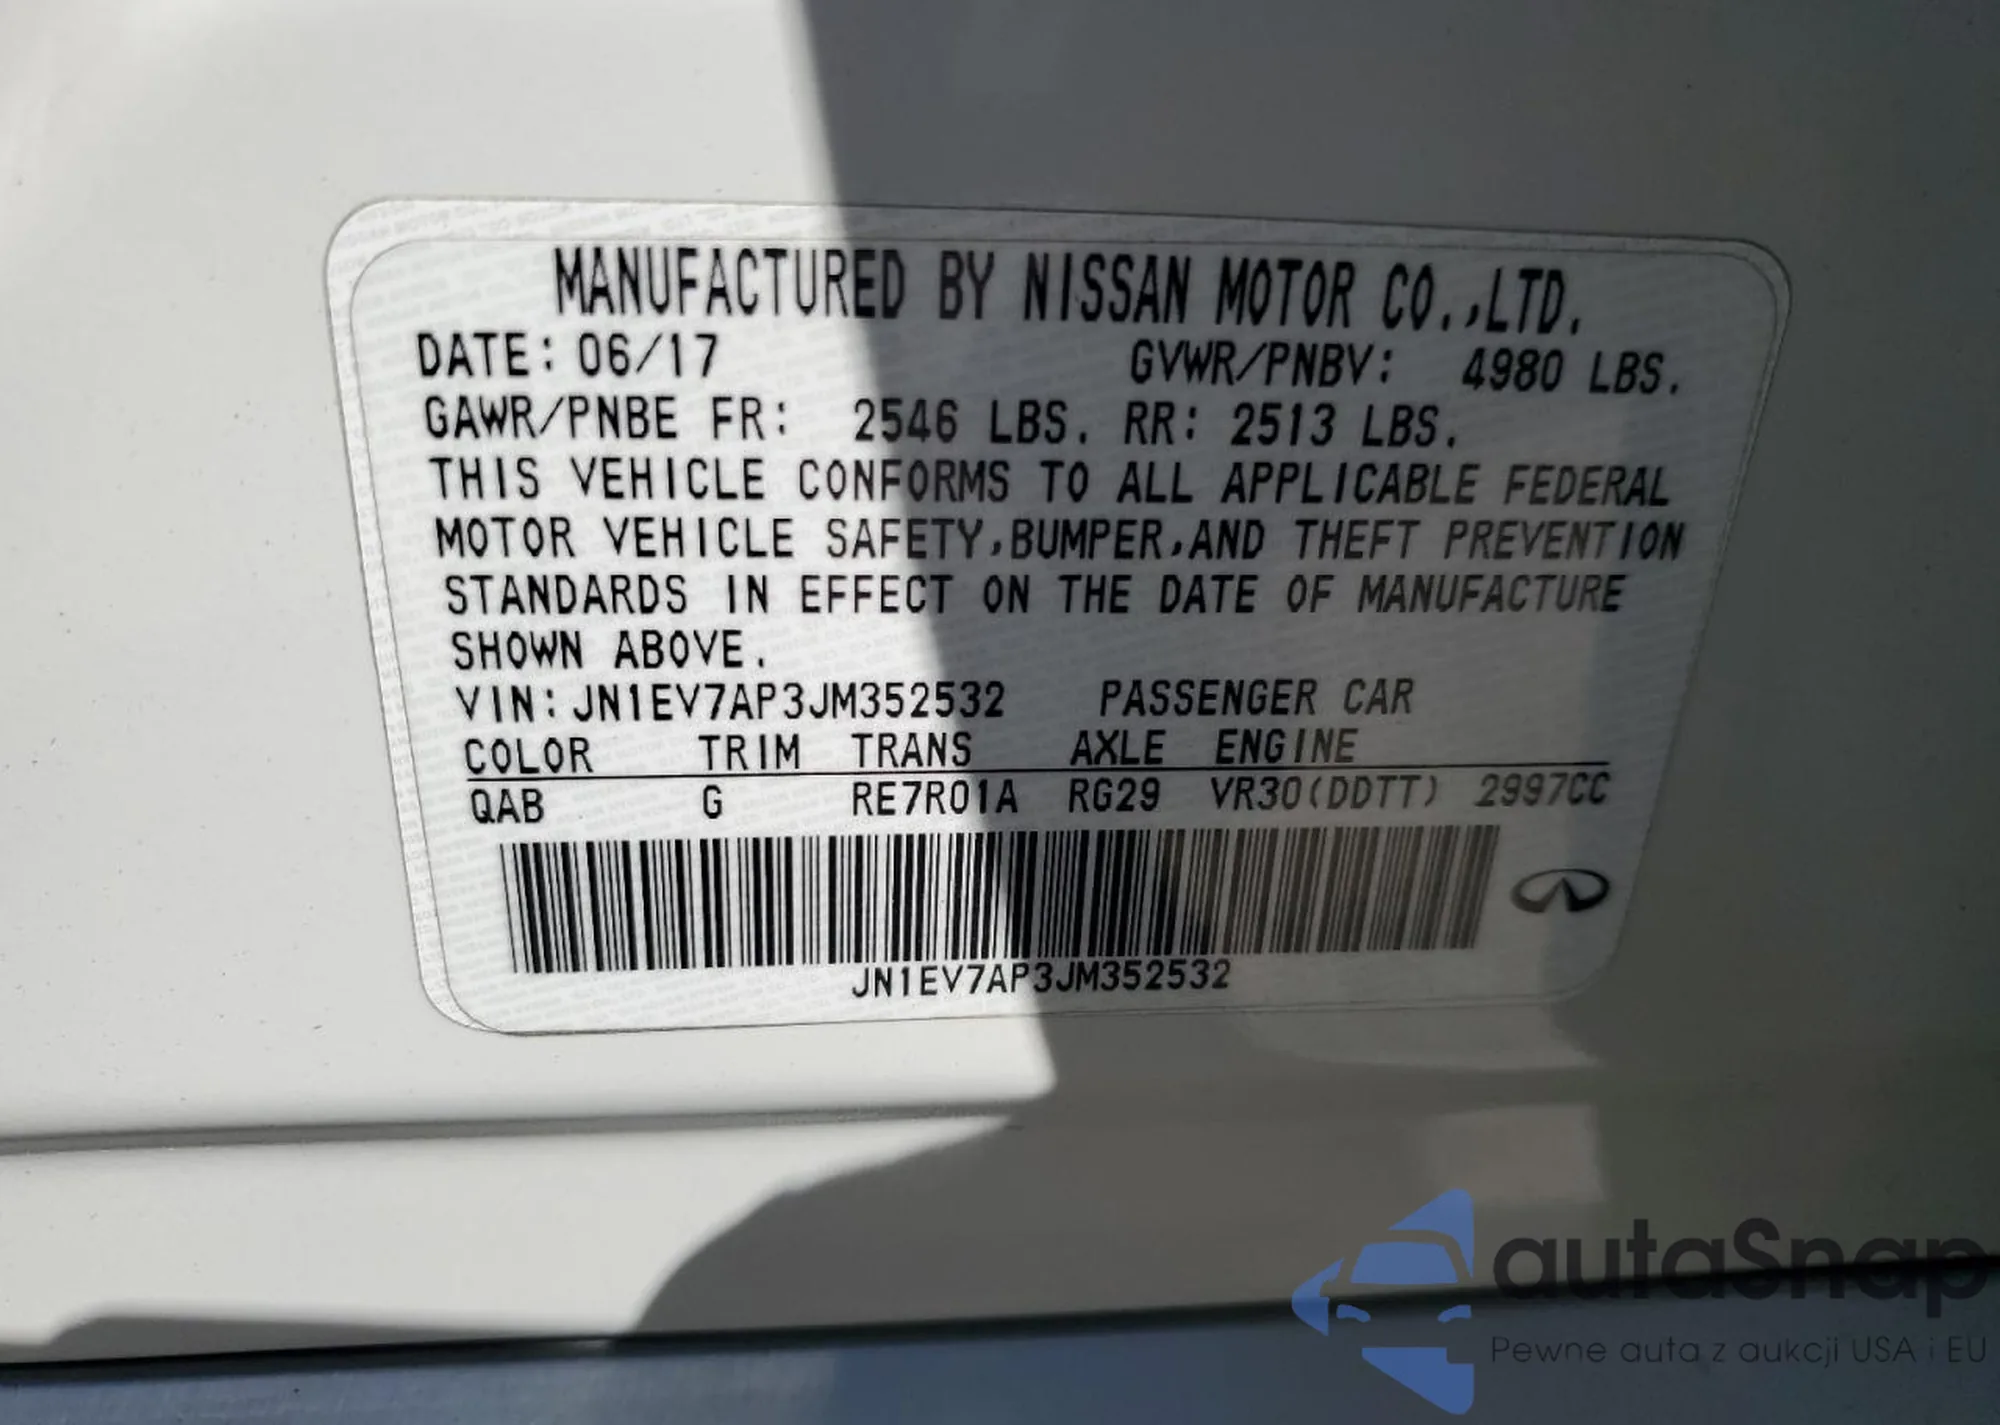 MANUFACTURED BY NISSAN MOTOR CO.,LTD.
DATE: 06/17 GVWR/PNBV: 4980 LBS.
GAWR/PNBE FR: 2546 LBS. RR: 2513 LBS.
THIS VEHICLE CONFORMS TO ALL APPLICABLE FEDERAL
MOTOR VEHICLE SAFETY,BUMPER,AND THEFT PREVENTION
STANDARDS IN EFFECT ON THE DATE OF MANUFACTURE
SHOWN ABOVE.
VIN:JN1EV7AP3JM352532 PASSENGER CAR
COLOR TRIM TRANS AXLE ENGINE
QAB G RE7R01A RG29 VR30(DDTT) 2997CC
JN1EV7AP3JM352532
autaSnap
Pewne auta z aukcji USA i EU